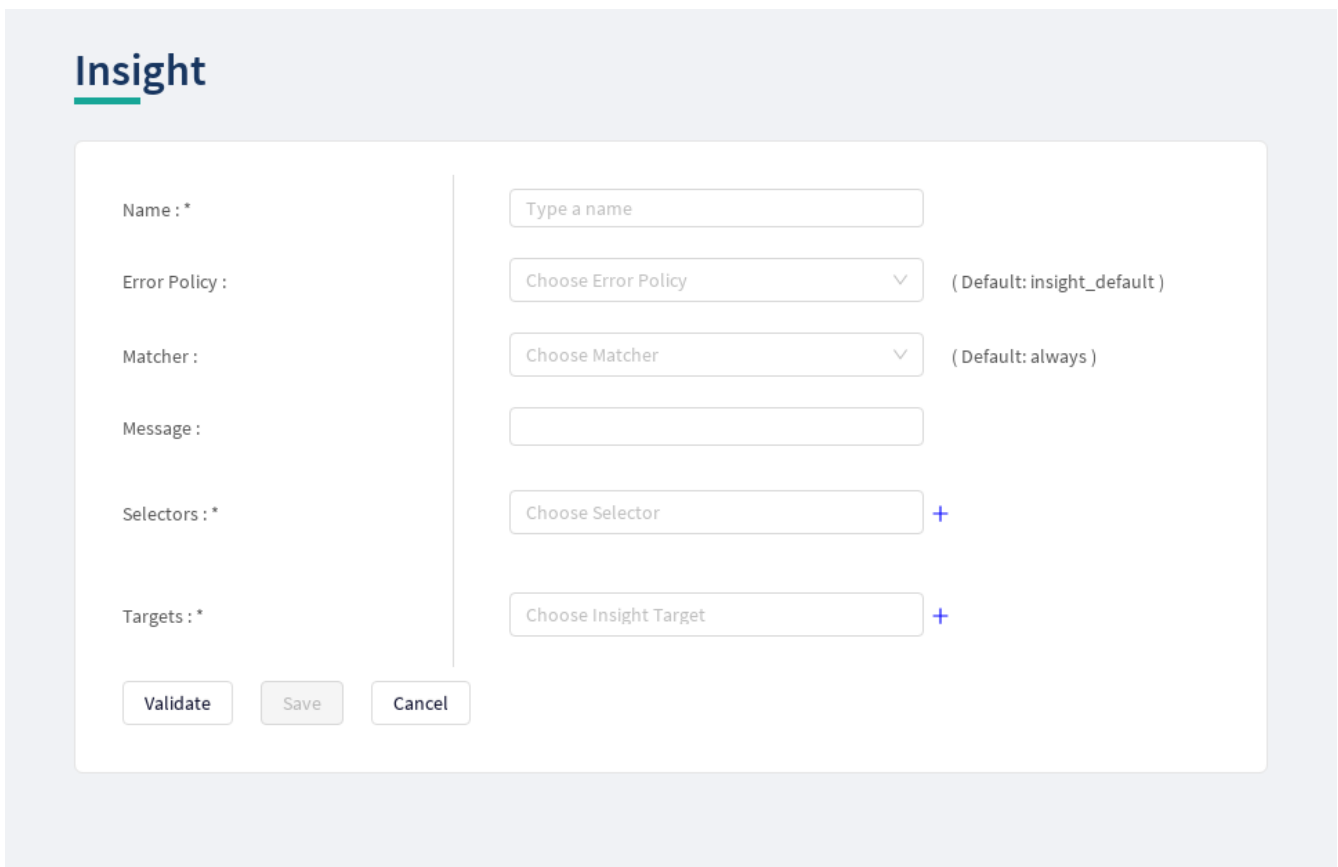 Insight
Name : * Type a name
Error Policy : Choose Error Policy ( Default: insight_default )
Matcher : Choose Matcher ( Default: always )
Message :
Selectors : * Choose Selector +
Targets : * Choose Insight Target +
Validate Save Cancel